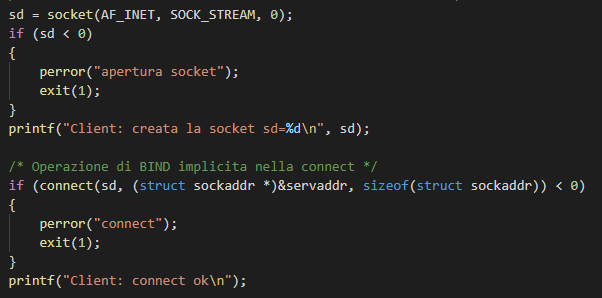 sd = socket(AF_INET, SOCK_STREAM, 0);
if (sd < 0)
{
    perror("apertura socket");
    exit(1);
}
printf("Client: creata la socket sd=%d\n", sd);

/* Operazione di BIND implicita nella connect */
if (connect(sd, (struct sockaddr *)&servaddr, sizeof(struct sockaddr)) < 0)
{
    perror("connect");
    exit(1);
}
printf("Client: connect ok\n");